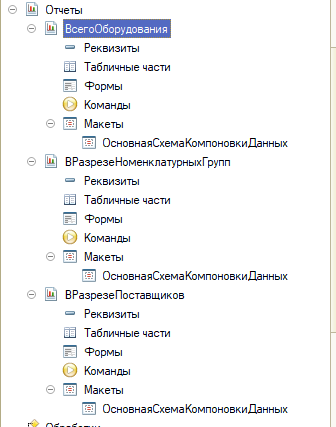 Отчеты
ВсегоОборудования
Реквизиты
Табличные части
Формы
Команды
Макеты
ОсновнаяСхемаКомпоновкиДанных
ВРазрезеНоменклатурныхГрупп
Реквизиты
Табличные части
Формы
Команды
Макеты
ОсновнаяСхемаКомпоновкиДанных
ВРазрезеПоставщиков
Реквизиты
Табличные части
Формы
Команды
Макеты
ОсновнаяСхемаКомпоновкиДанных